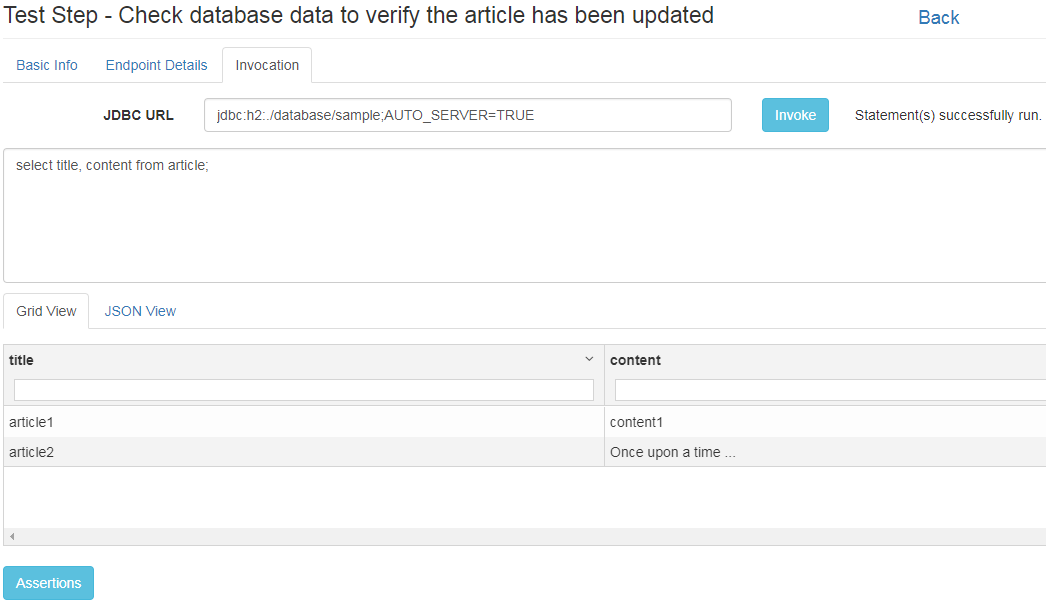 Test Step - Check database data to verify the article has been updated Back
Basic Info Endpoint Details Invocation
JDBC URL jdbc:h2:./database/sample;AUTO_SERVER=TRUE Invoke Statement(s) successfully run.
select title, content from article;
Grid View JSON View
title content
article1 content1
article2 Once upon a time ...
Assertions